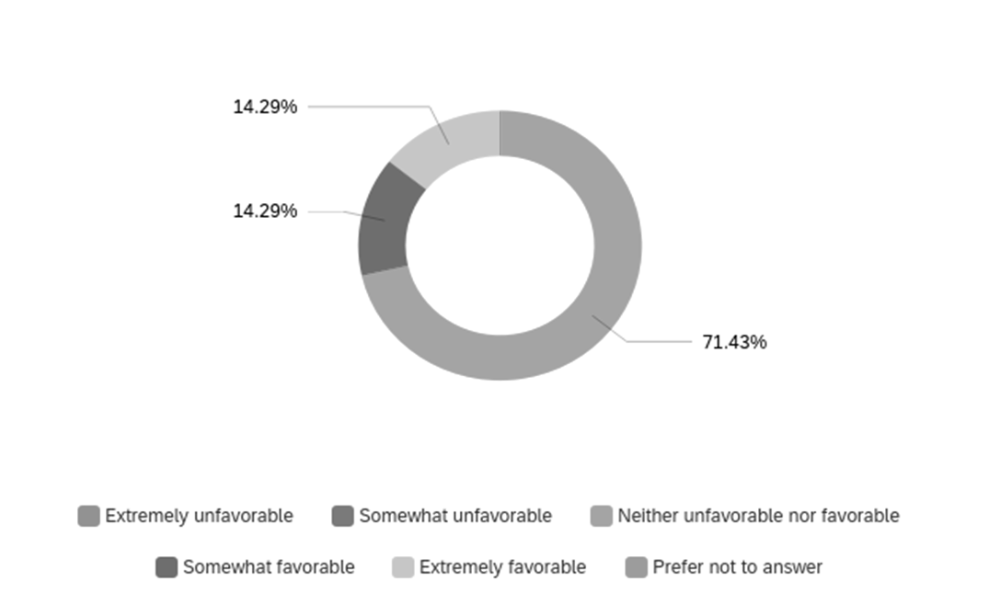 14.29%
14.29%
71.43%
Extremely unfavorable
Somewhat unfavorable
Neither unfavorable nor favorable
Somewhat favorable
Extremely favorable
Prefer not to answer